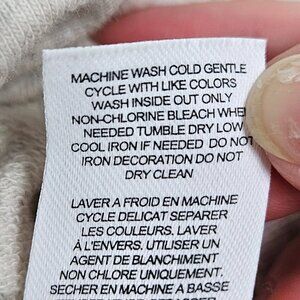 MACHINE WASH COLD GENTLE
CYCLE WITH LIKE COLORS
WASH INSIDE OUT ONLY
NON-CHLORINE BLEACH WHEN
NEEDED TUMBLE DRY LOW
COOL IRON IF NEEDED DO NOT
IRON DECORATION DO NOT
DRY CLEAN
LAVER A FROID EN MACHINE
CYCLE DELICAT SEPARER
LES COULEURS. LAVER
À L'ENVERS. UTILISER UN
AGENT DE BLANCHIMENT
NON CHLORE UNIQUEMENT.
SECHER EN MACHINE A BASSE